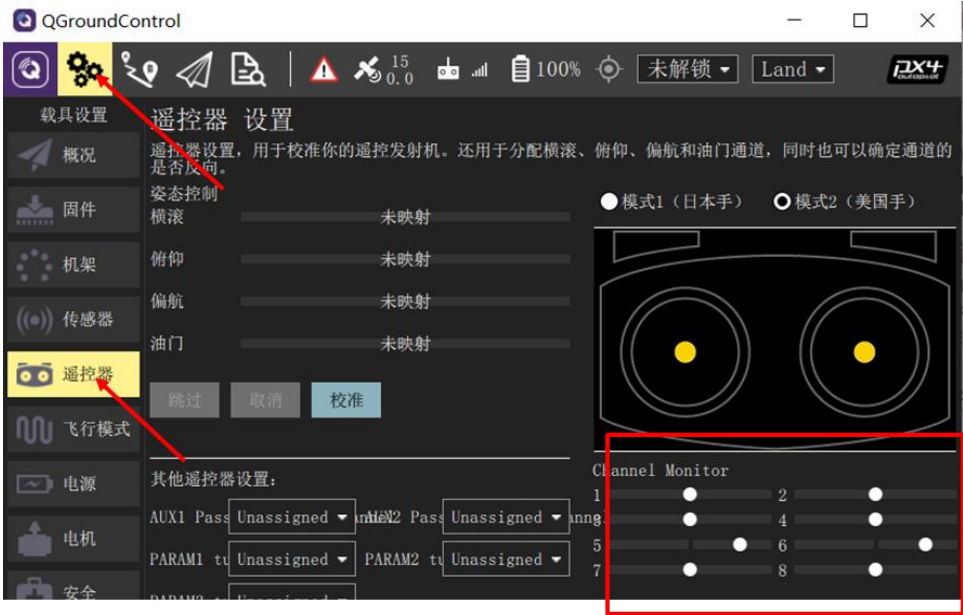 QGroundControl
15
0.0
100%
未解锁
Land
PX4
autopilot
载具设置
概况
固件
机架
传感器
遥控器
飞行模式
电源
电机
安全
遥控器 设置
遥控器设置，用于校准你的遥控发射机。还用于分配横滚、俯仰、偏航和油门通道，同时也可以确定通道的
是否反向。
姿态控制
横滚 未映射
俯仰 未映射
偏航 未映射
油门 未映射
跳过 取消 校准
模式1（日本手） 模式2（美国手）
其他遥控器设置：
AUX1 Pass Unassigned AUX2 Pass Unassigned
PARAM1 tu Unassigned PARAM2 tu Unassigned
Channel Monitor
1 2
3 4
5 6
7 8